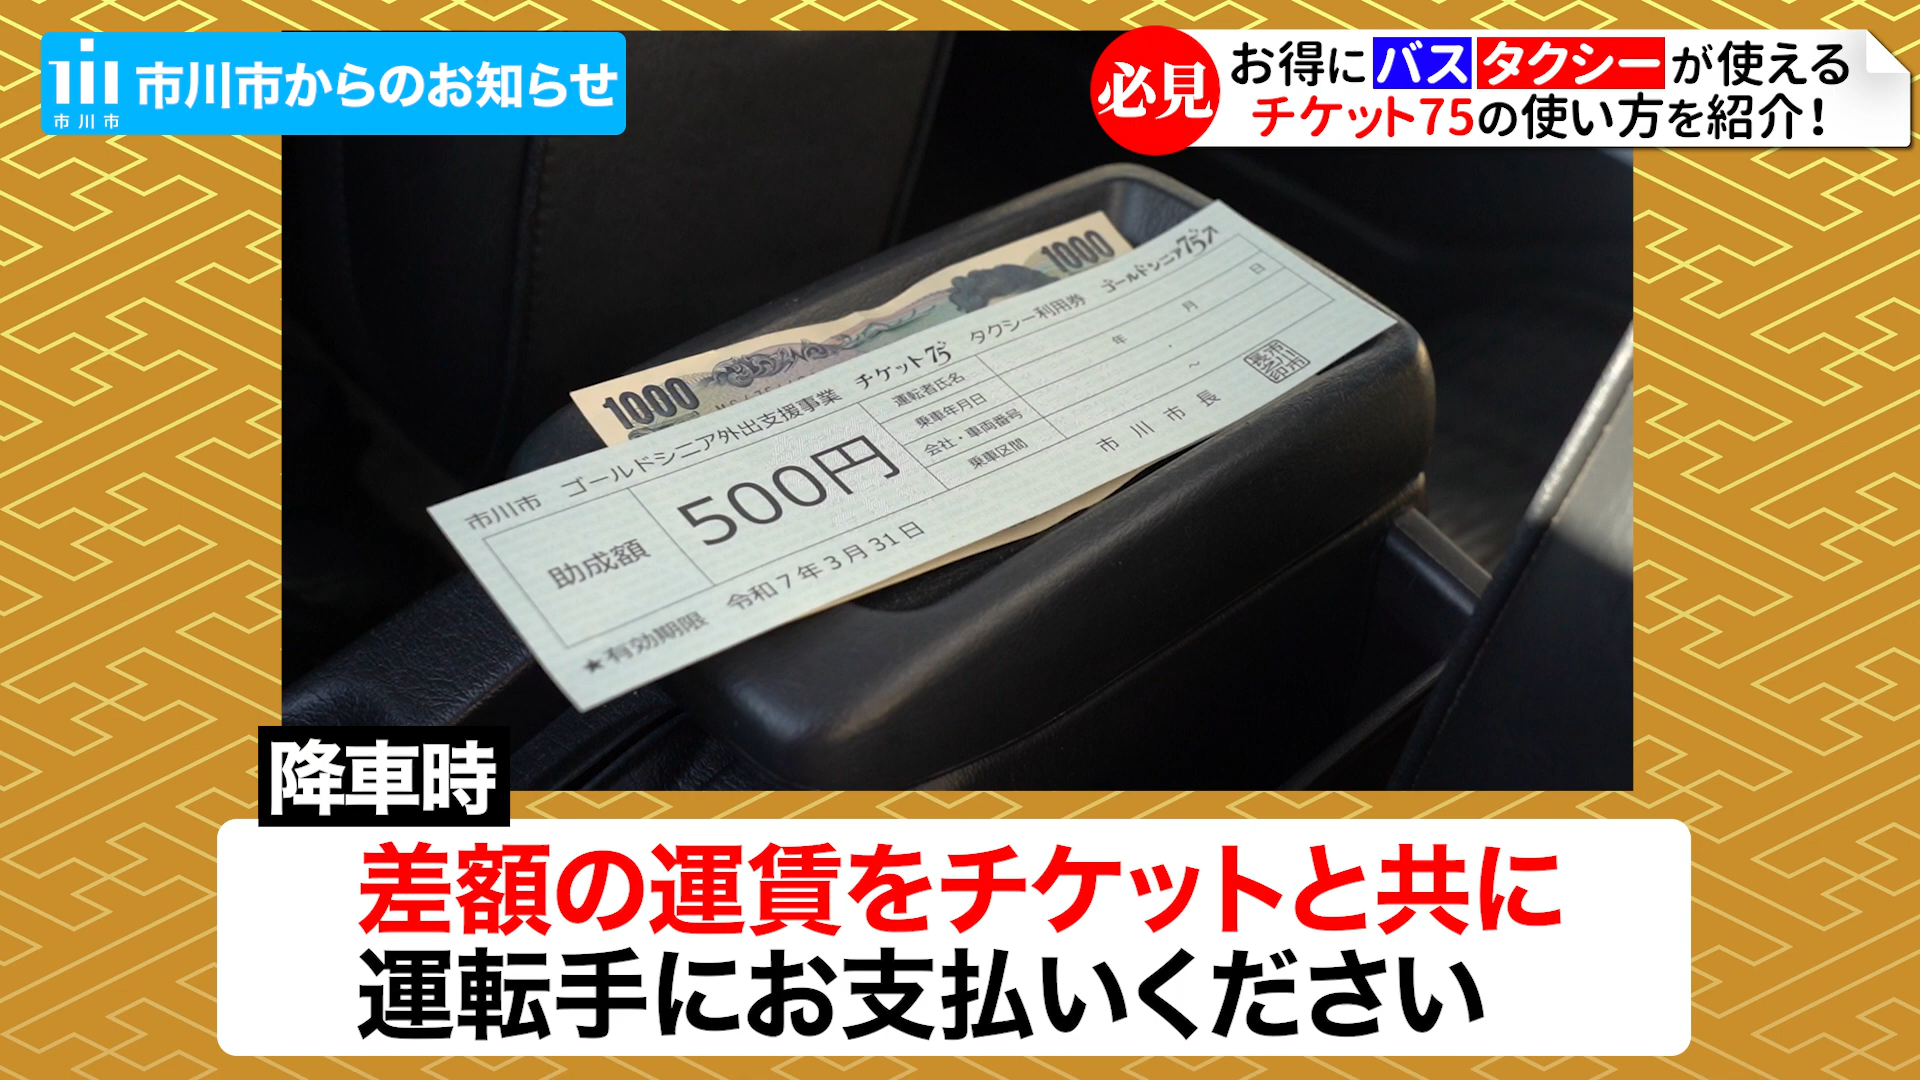 市川市
市川市からのお知らせ
必見
お得にバスタクシーが使える
チケット75の使い方を紹介!
1000
1000
市川市 ゴールドシニア外出支援事業 チケット75 タクシー利用券 ゴールドシニア75
助成額
500円
運転者氏名
乗車年月日
年 月 日
会社・車両番号
乗車区間
~
★有効期限 令和7年3月31日
市川市長
市川市長之印
降車時
差額の運賃をチケットと共に
運転手にお支払いください